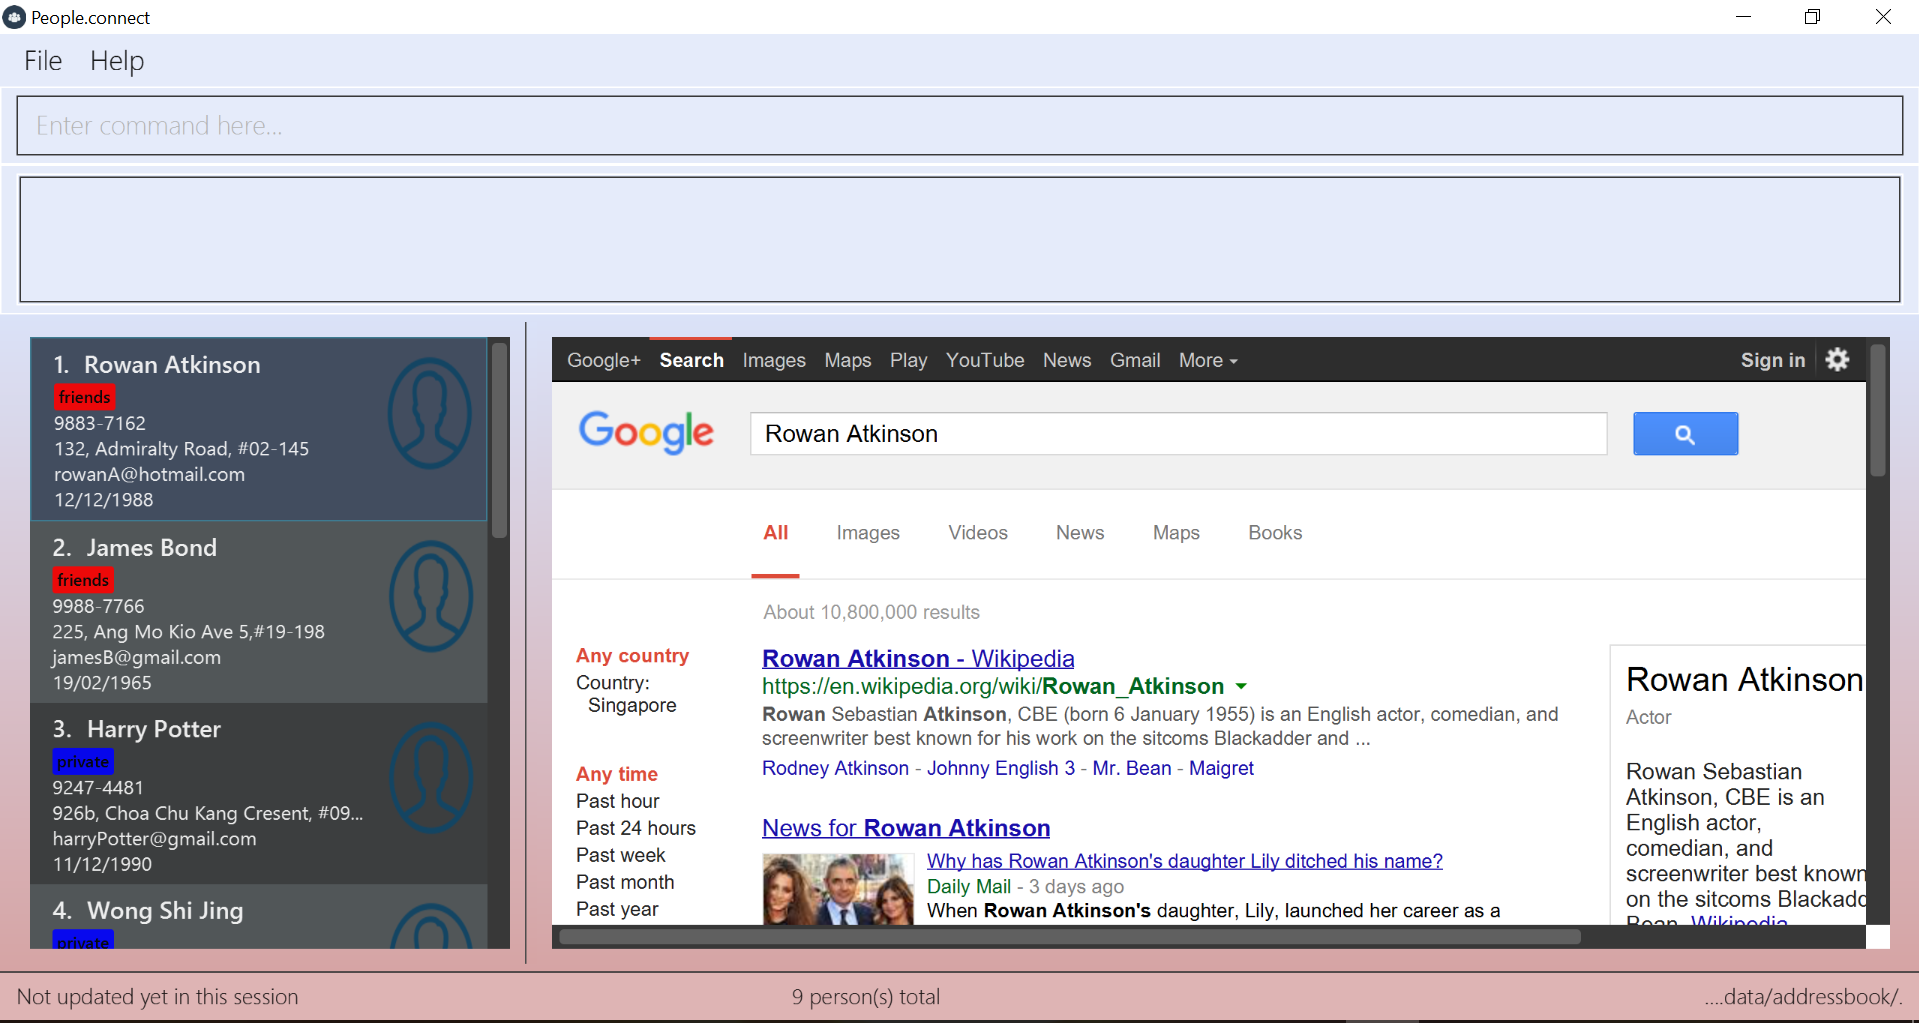 People.connect
File Help
Enter command here...
1. Rowan Atkinson
friends
9883-7162
132, Admiralty Road, #02-145
rowanA@hotmail.com
12/12/1988
2. James Bond
friends
9988-7766
225, Ang Mo Kio Ave 5,#19-198
jamesB@gmail.com
19/02/1965
3. Harry Potter
private
9247-4481
926b, Choa Chu Kang Cresent, #09...
harryPotter@gmail.com
11/12/1990
4. Wong Shi Jing
private
Google+ Search Images Maps Play YouTube News Gmail More Sign in
Google Rowan Atkinson
All Images Videos News Maps Books
About 10,800,000 results
Any country
Country:
Singapore
Any time
Past hour
Past 24 hours
Past week
Past month
Past year
Rowan Atkinson - Wikipedia
https://en.wikipedia.org/wiki/Rowan_Atkinson
Rowan Sebastian Atkinson, CBE (born 6 January 1955) is an English actor, comedian, and
screenwriter best known for his work on the sitcoms Blackadder and ...
Rodney Atkinson - Johnny English 3 - Mr. Bean - Maigret
News for Rowan Atkinson
Why has Rowan Atkinson's daughter Lily ditched his name?
Daily Mail - 3 days ago
When Rowan Atkinson's daughter, Lily, launched her career as a
Rowan Atkinson
Actor
Rowan Sebastian
Atkinson, CBE is an
English actor,
comedian, and
screenwriter best known
on the sitcoms Blackadd
Bean. Wikipedia
Not updated yet in this session
9 person(s) total
....data/addressbook/.